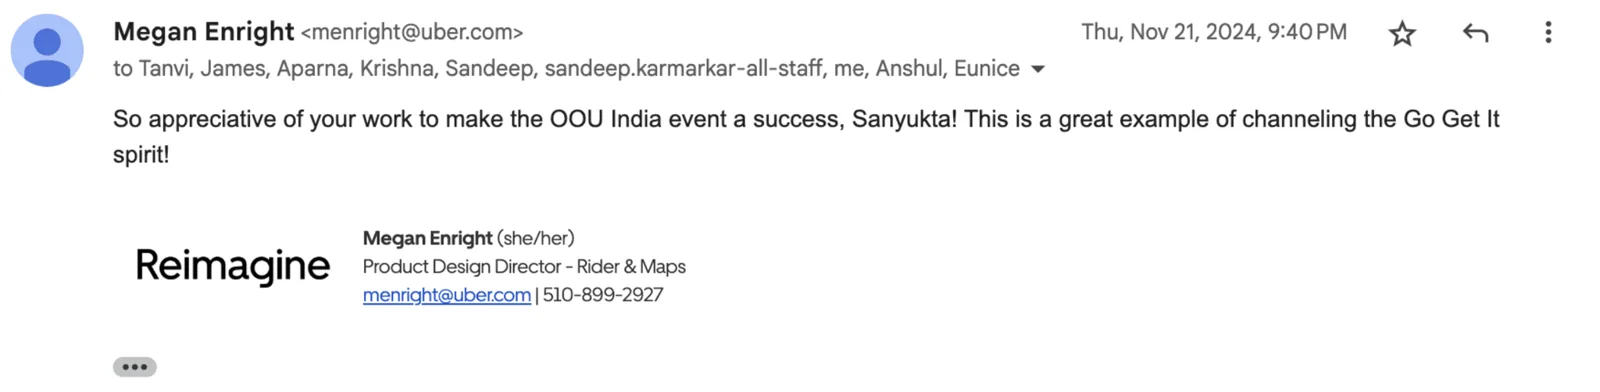 Megan Enright <menright@uber.com>
Thu, Nov 21, 2024, 9:40 PM
to Tanvi, James, Aparna, Krishna, Sandeep, sandeep.karmarkar-all-staff, me, Anshul, Eunice
So appreciative of your work to make the OOU India event a success, Sanyukta! This is a great example of channeling the Go Get It
spirit!
Reimagine
Megan Enright (she/her)
Product Design Director - Rider & Maps
menright@uber.com | 510-899-2927